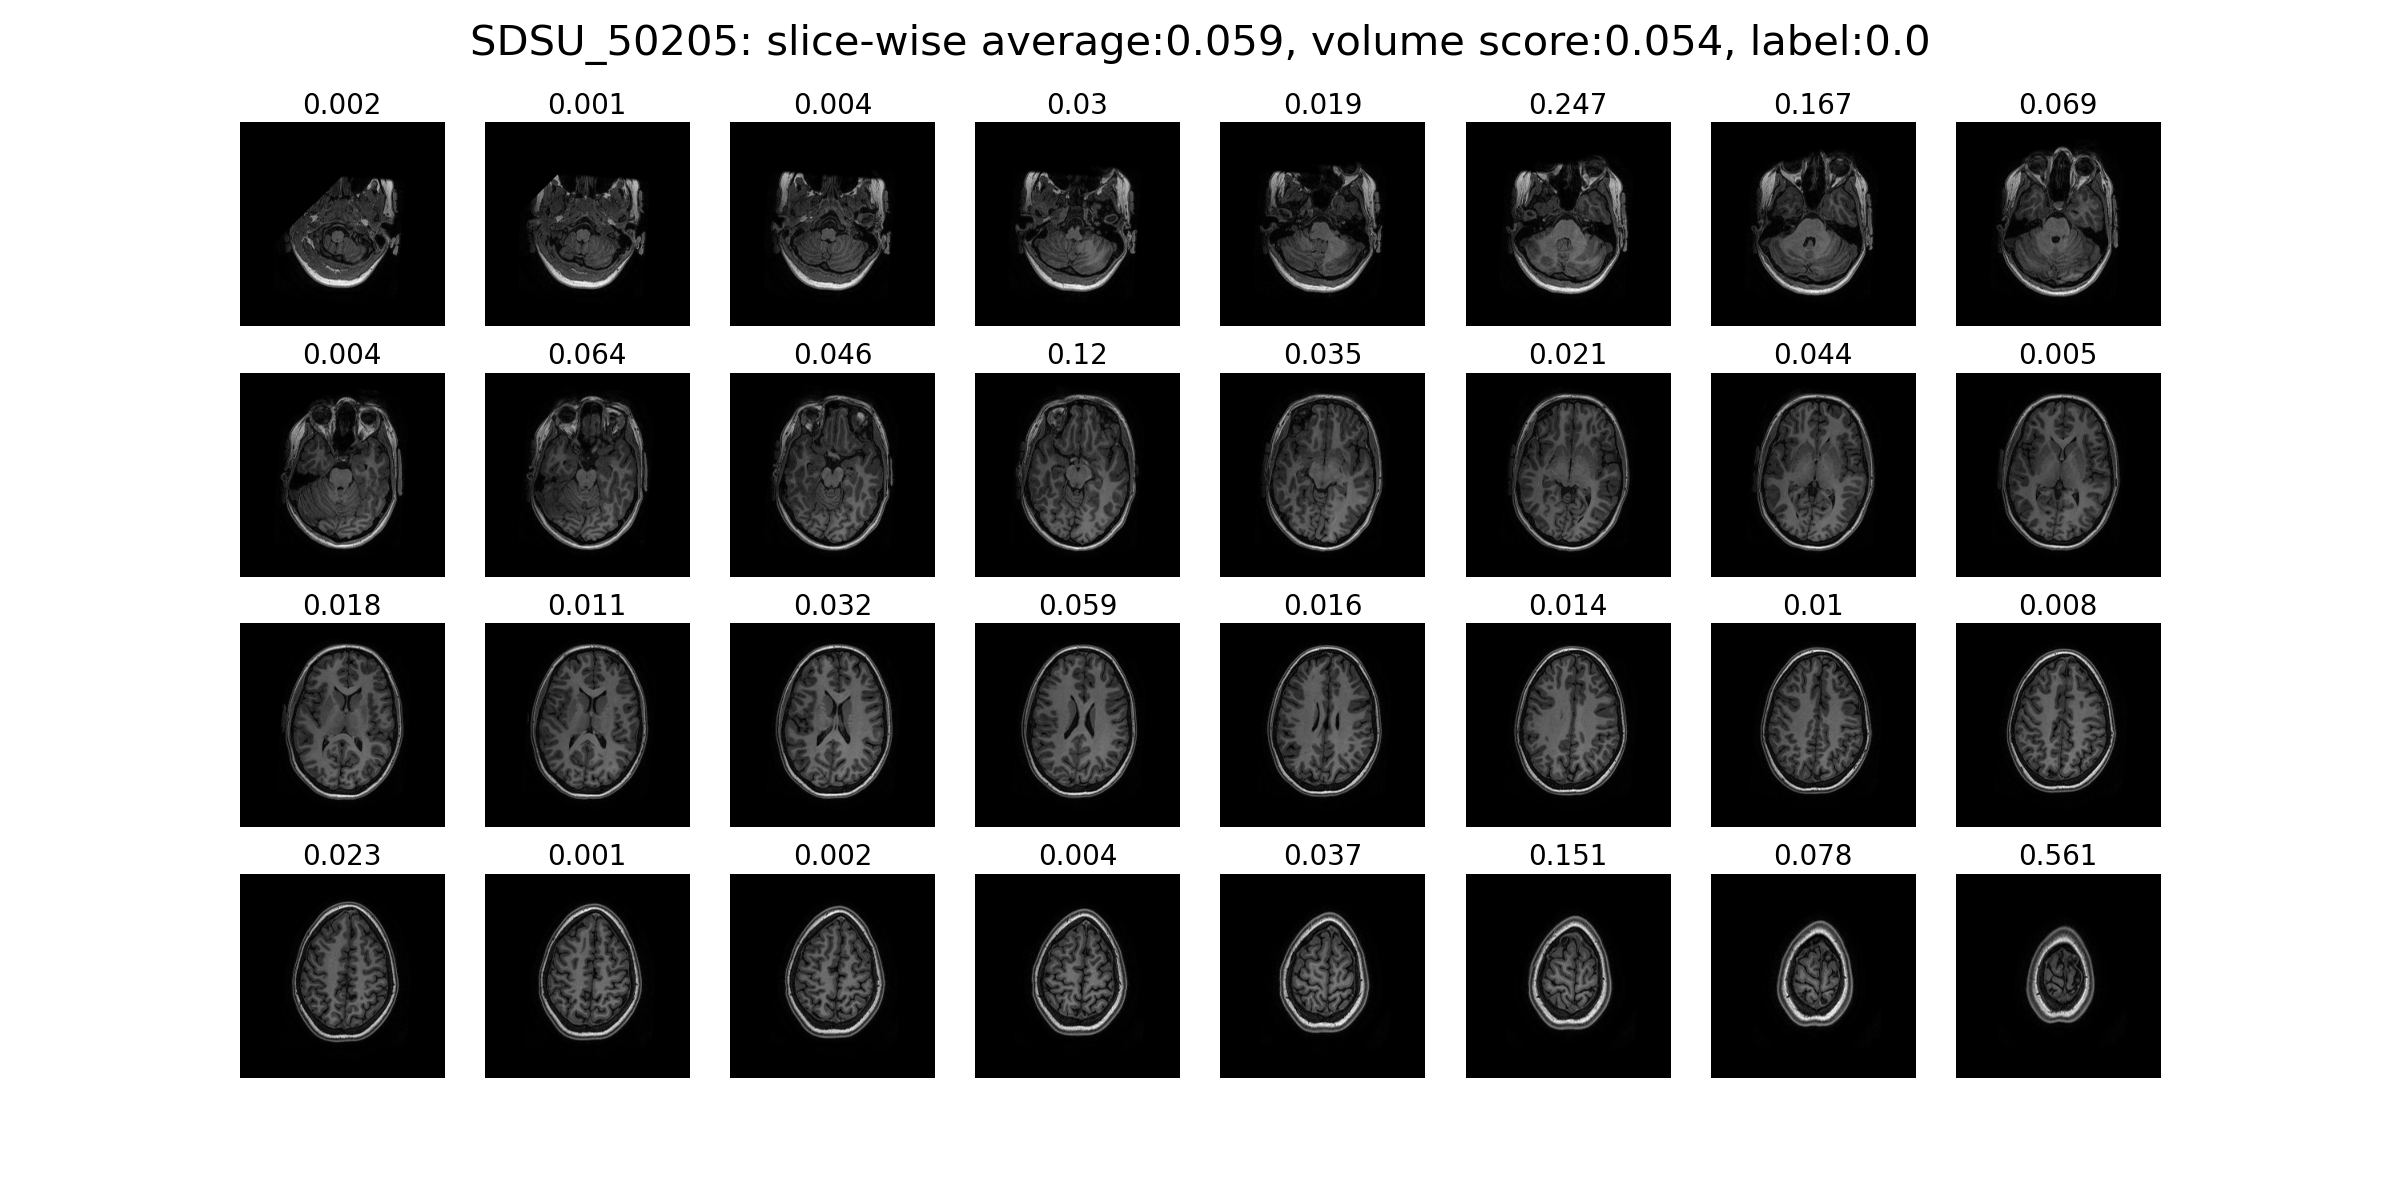 SDSU_50205: slice-wise average:0.059, volume score:0.054, label:0.0
0.002 0.001 0.004 0.03 0.019 0.247 0.167 0.069
0.004 0.064 0.046 0.12 0.035 0.021 0.044 0.005
0.018 0.011 0.032 0.059 0.016 0.014 0.01 0.008
0.023 0.001 0.002 0.004 0.037 0.151 0.078 0.561